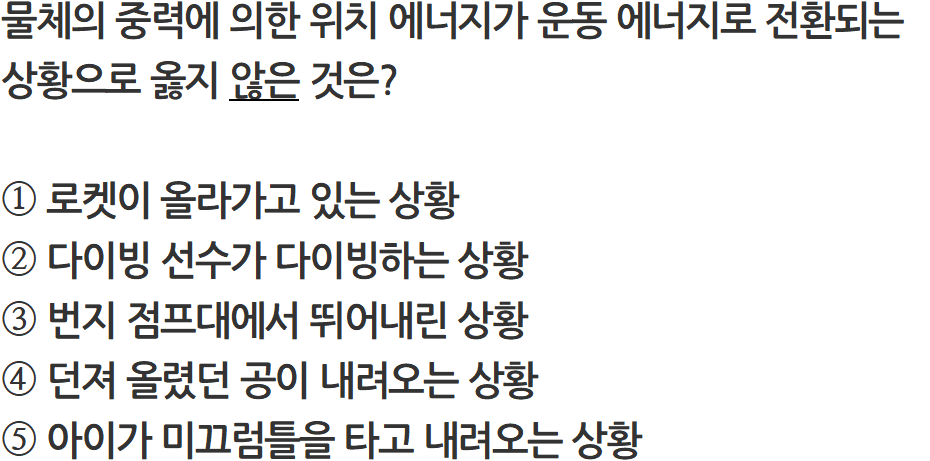 물체의 중력에 의한 위치 에너지가 운동 에너지로 전환되는
상황으로 옳지 않은 것은?
① 로켓이 올라가고 있는 상황
② 다이빙 선수가 다이빙하는 상황
③ 번지 점프대에서 뛰어내린 상황
④ 던져 올렸던 공이 내려오는 상황
⑤ 아이가 미끄럼틀을 타고 내려오는 상황